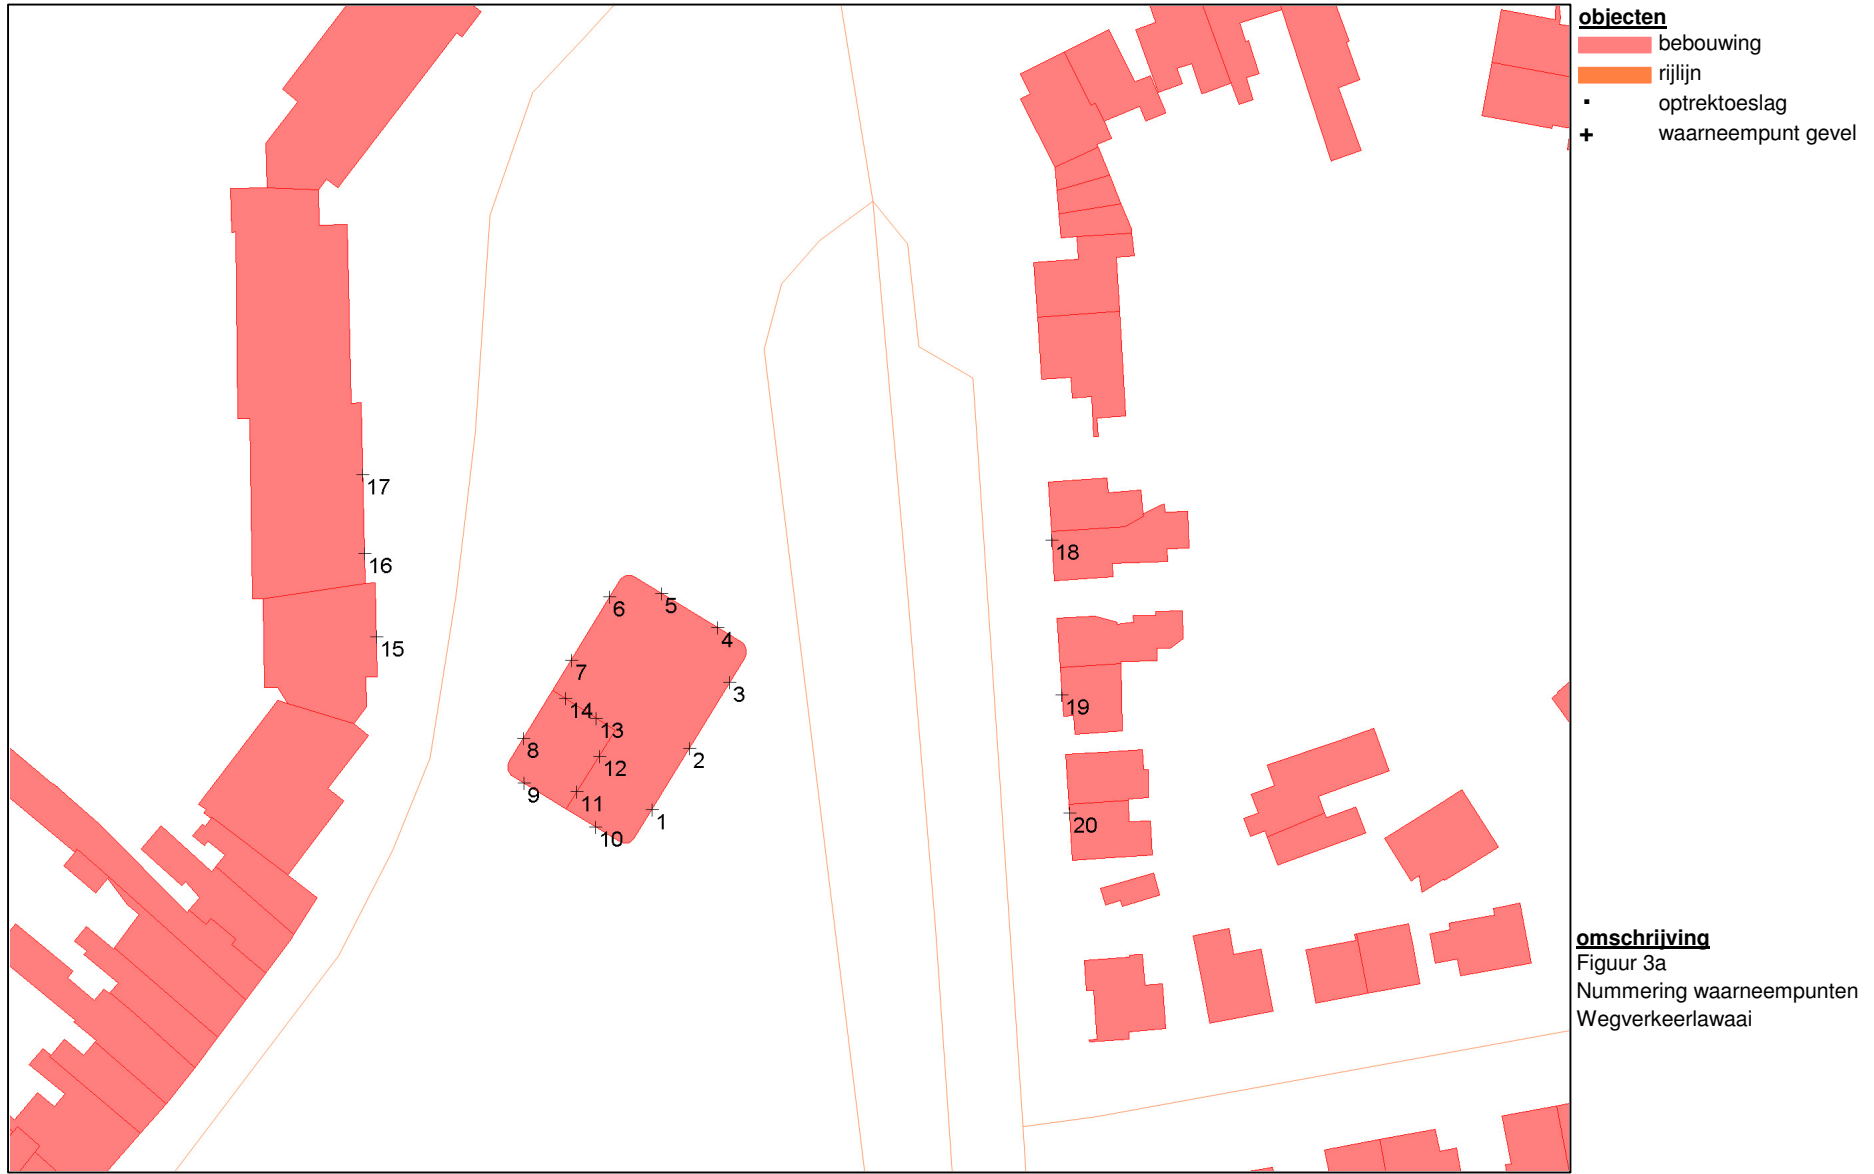 objecten
bebouwing
rijlijn
optrektoeslag
waarneempunt gevel
17
16
15
18
19
20
6
5
4
7
3
14
13
8
2
12
9
11
1
10
omschrijving
Figuur 3a
Nummering waarneempunten
Wegverkeerlawaai